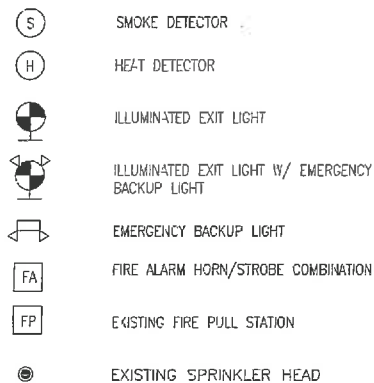 S SMOKE DETECTOR
H HEAT DETECTOR
ILLUMINATED EXIT LIGHT
ILLUMINATED EXIT LIGHT W/ EMERGENCY
BACKUP LIGHT
EMERGENCY BACKUP LIGHT
FA FIRE ALARM HORN/STROBE COMBINATION
FP EXISTING FIRE PULL STATION
EXISTING SPRINKLER HEAD